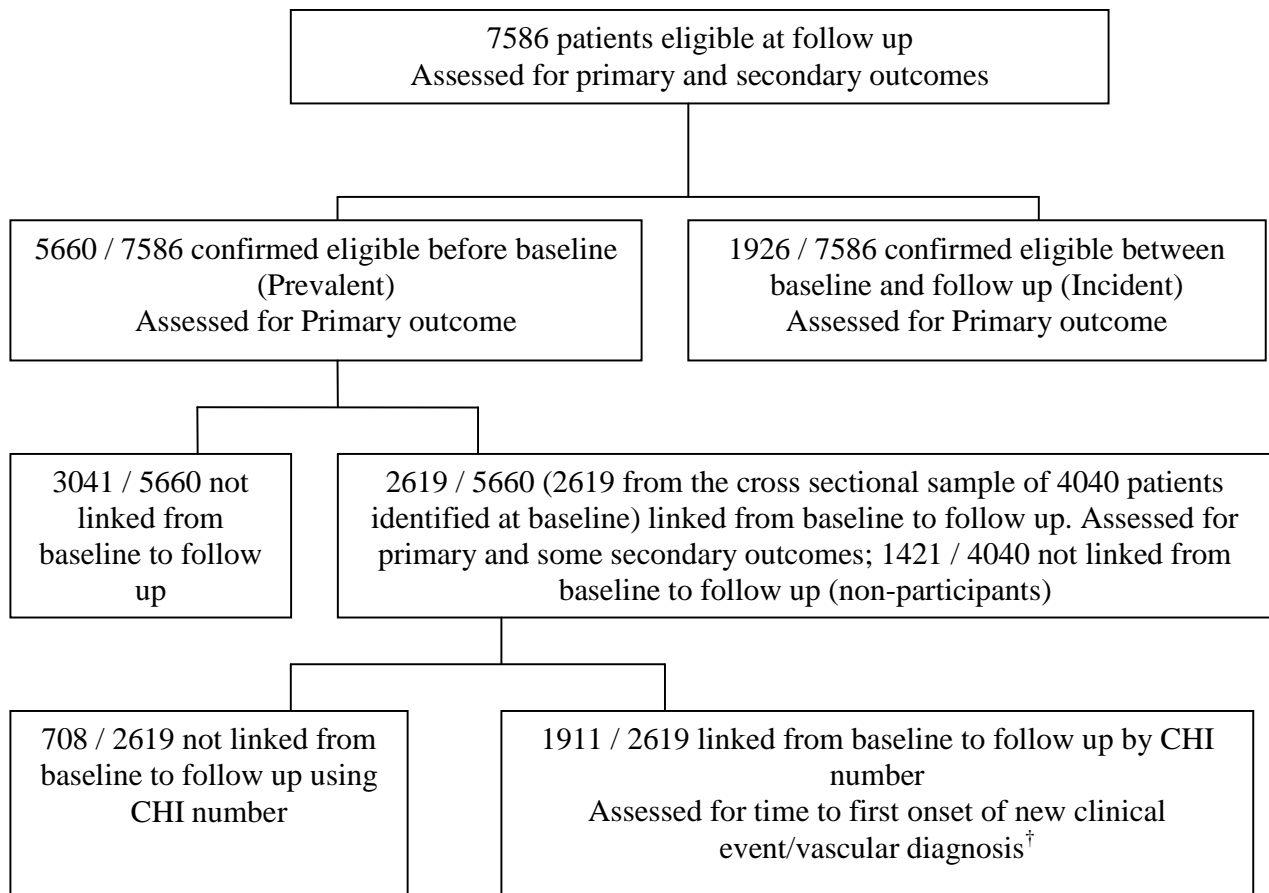 7586 patients eligible at follow up
Assessed for primary and secondary outcomes
5660 / 7586 confirmed eligible before baseline
(Prevalent)
Assessed for Primary outcome
1926 / 7586 confirmed eligible between
baseline and follow up (Incident)
Assessed for Primary outcome
3041 / 5660 not
linked from
baseline to follow
up
2619 / 5660 (2619 from the cross sectional sample of 4040 patients
identified at baseline) linked from baseline to follow up. Assessed for
primary and some secondary outcomes; 1421 / 4040 not linked from
baseline to follow up (non-participants)
708 / 2619 not linked from
baseline to follow up using
CHI number
1911 / 2619 linked from baseline to follow up by CHI
number
Assessed for time to first onset of new clinical
event/vascular diagnosis†